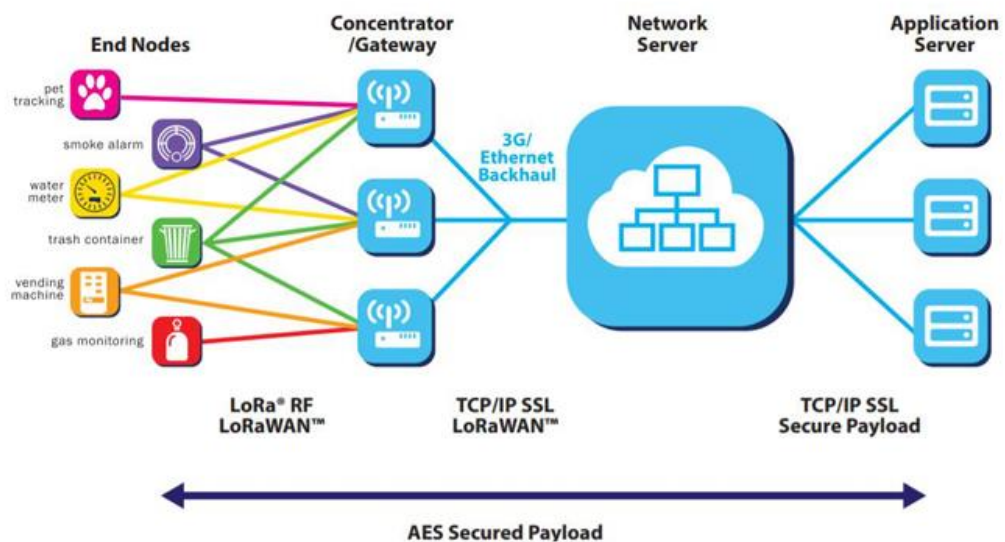 End Nodes
Concentrator
/Gateway
Network
Server
Application
Server
pet
tracking
smoke alarm
water
meter
trash container
vending
machine
gas monitoring
3G/
Ethernet
Backhaul
LoRa® RF
LoRaWAN™
TCP/IP SSL
LoRaWAN™
TCP/IP SSL
Secure Payload
AES Secured Payload